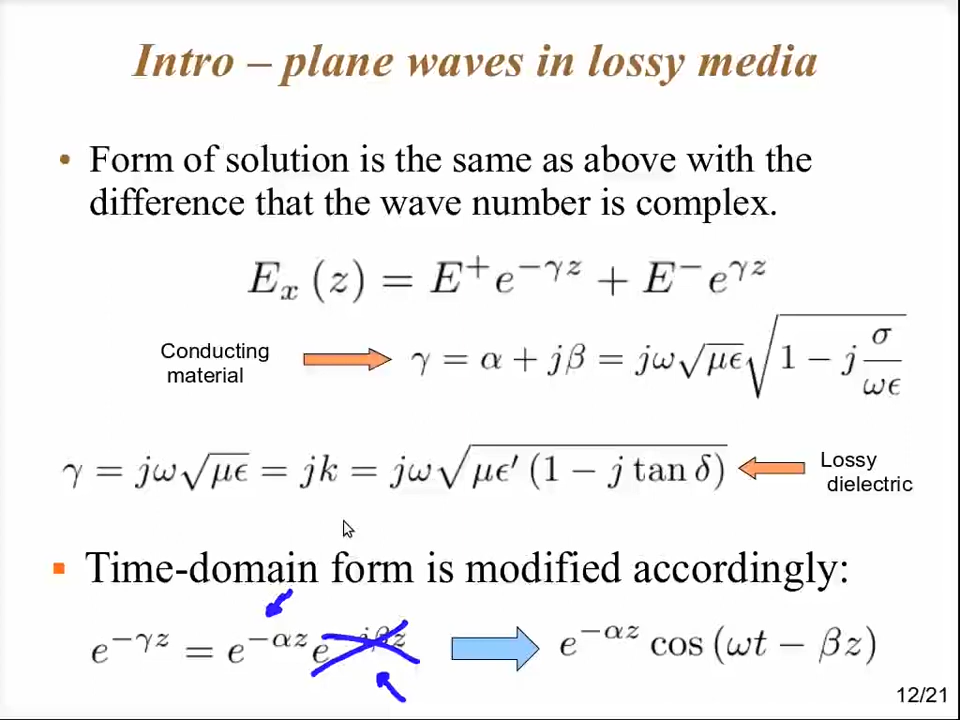 Intro – plane waves in lossy media
• Form of solution is the same as above with the
difference that the wave number is complex.
E_x (z) = E^+ e^{−γz} + E^− e^{γz}
Conducting
material
γ = α + jβ = jω√(μϵ) √(1 − j σ/(ωϵ))
γ = jω√(μϵ) = jk = jω√(μϵ′ (1 − j tan δ))
Lossy
dielectric
▪ Time-domain form is modified accordingly:
e^{−γz} = e^{−αz} e^{−jβz}
e^{−αz} cos (ωt − βz)
12/21